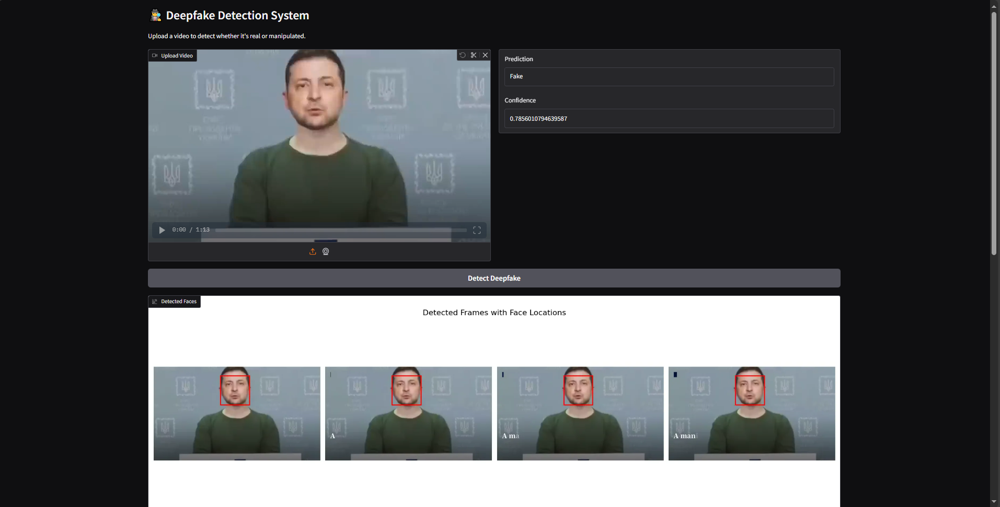 Deepfake Detection System
Upload a video to detect whether it's real or manipulated.
Upload Video
0:00 / 1:13
Prediction
Fake
Confidence
0.7856010794639587
Detect Deepfake
Detected Faces
Detected Frames with Face Locations
A
A ma
A mani